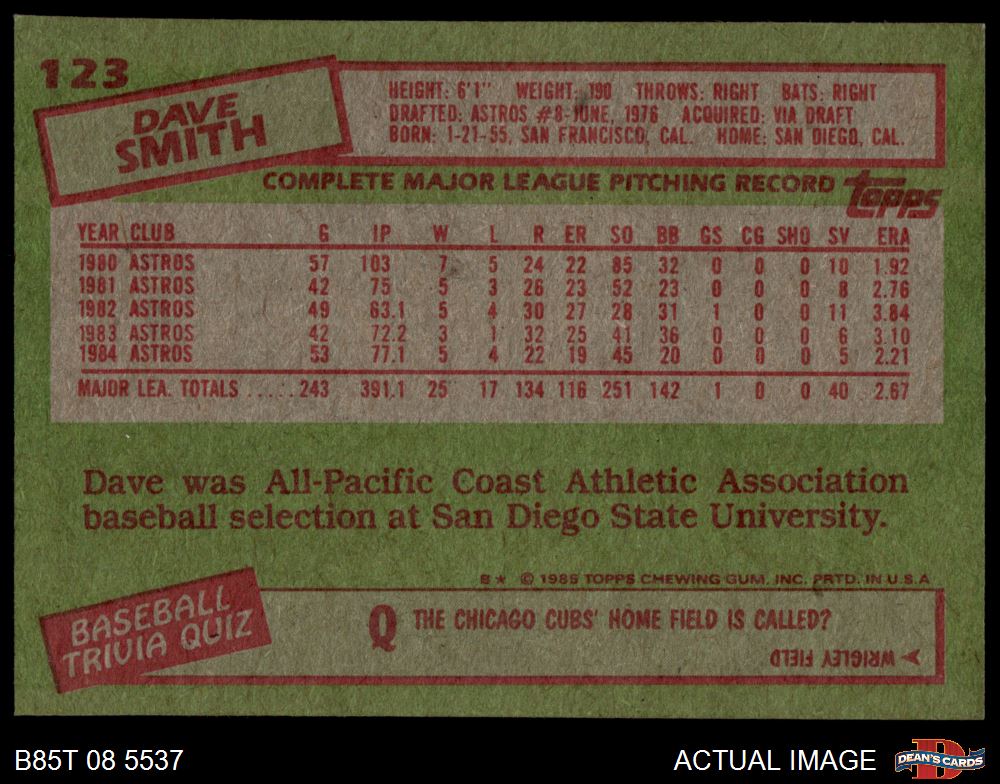 123
DAVE
SMITH
HEIGHT: 6'1" WEIGHT: 190 THROWS: RIGHT BATS: RIGHT
DRAFTED: ASTROS #8-JUNE, 1976 ACQUIRED: VIA DRAFT
BORN: 1-21-55, SAN FRANCISCO, CAL. HOME: SAN DIEGO, CAL.
COMPLETE MAJOR LEAGUE PITCHING RECORD topps
YEAR CLUB G IP W L R ER SO BB GS CG SHO SV ERA
1980 ASTROS 57 103 7 5 24 22 85 32 0 0 0 10 1.92
1981 ASTROS 42 75 5 3 26 23 52 23 0 0 0 8 2.76
1982 ASTROS 49 63.1 5 4 30 27 28 31 1 0 0 11 3.84
1983 ASTROS 42 72.2 3 1 32 25 41 36 0 0 0 6 3.10
1984 ASTROS 53 77.1 5 4 22 19 45 20 0 0 0 5 2.21
MAJOR LEA. TOTALS ..... 243 391.1 25 17 134 116 251 142 1 0 0 40 2.67
Dave was All-Pacific Coast Athletic Association
baseball selection at San Diego State University.
B★ © 1985 TOPPS CHEWING GUM, INC. PRTD. IN U.S.A
BASEBALL
TRIVIA QUIZ
Q THE CHICAGO CUBS' HOME FIELD IS CALLED?
WRIGLEY FIELD
B85T 08 5537
ACTUAL IMAGE
D
DEAN'S CARDS